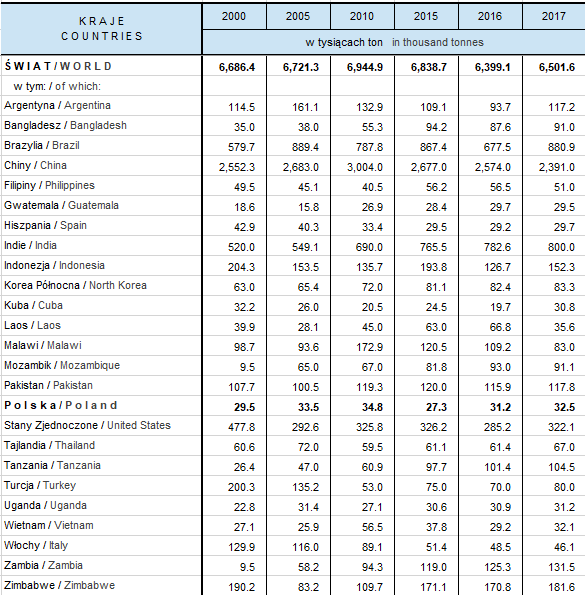 KRAJE 2000 2005 2010 2015 2016 2017
COUNTRIES w tysiącach ton in thousand tonnes
ŚWIAT/WORLD 6,686.4 6,721.3 6,944.9 6,838.7 6,399.1 6,501.6
w tym: / of which:
Argentyna / Argentina 114.5 161.1 132.9 109.1 93.7 117.2
Bangladesz / Bangladesh 35.0 38.0 55.3 94.2 87.6 91.0
Brazylia / Brazil 579.7 889.4 787.8 867.4 677.5 880.9
Chiny / China 2,552.3 2,683.0 3,004.0 2,677.0 2,574.0 2,391.0
Filipiny / Philippines 49.5 45.1 40.5 56.2 56.5 51.0
Gwatemala / Guatemala 18.6 15.8 26.9 28.4 29.7 29.5
Hiszpania / Spain 42.9 40.3 33.4 29.5 29.2 29.7
Indie / India 520.0 549.1 690.0 765.5 782.6 800.0
Indonezja / Indonesia 204.3 153.5 135.7 193.8 126.7 152.3
Korea Północna / North Korea 63.0 65.4 72.0 81.1 82.4 83.3
Kuba / Cuba 32.2 26.0 20.5 24.5 19.7 30.8
Laos / Laos 39.9 28.1 45.0 63.0 66.8 35.6
Malawi / Malawi 98.7 93.6 172.9 120.5 109.2 83.0
Mozambik / Mozambique 9.5 65.0 67.0 81.8 93.0 91.1
Pakistan / Pakistan 107.7 100.5 119.3 120.0 115.9 117.8
Polska/Poland 29.5 33.5 34.8 27.3 31.2 32.5
Stany Zjednoczone / United States 477.8 292.6 325.8 326.2 285.2 322.1
Tajlandia / Thailand 60.6 72.0 59.5 61.1 61.4 67.0
Tanzania / Tanzania 26.4 47.0 60.9 97.7 101.4 104.5
Turcja / Turkey 200.3 135.2 53.0 75.0 70.0 80.0
Uganda / Uganda 22.8 31.4 27.1 30.6 30.9 31.2
Wietnam / Vietnam 27.1 25.9 56.5 37.8 29.2 32.1
Włochy / Italy 129.9 116.0 89.1 51.4 48.5 46.1
Zambia / Zambia 9.5 58.2 94.3 119.0 125.3 131.5
Zimbabwe / Zimbabwe 190.2 83.2 109.7 171.1 170.8 181.6